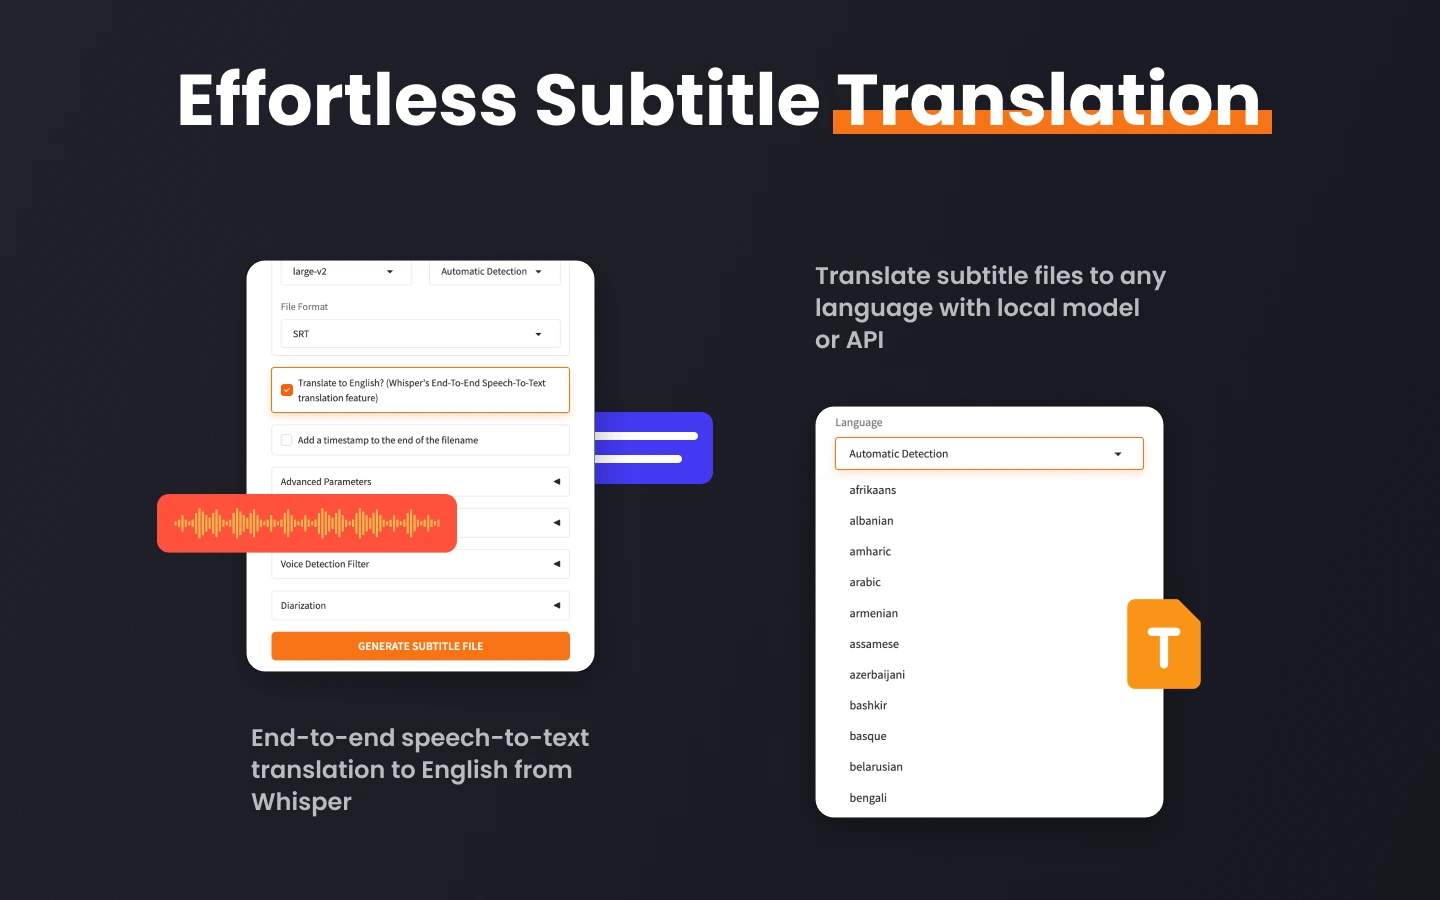 Effortless Subtitle Translation
large-v2
Automatic Detection
File Format
SRT
Translate to English? (Whisper's End-To-End Speech-To-Text
translation feature)
Add a timestamp to the end of the filename
Advanced Parameters
Voice Detection Filter
Diarization
GENERATE SUBTITLE FILE
End-to-end speech-to-text
translation to English from
Whisper
Translate subtitle files to any
language with local model
or API
Language
Automatic Detection
afrikaans
albanian
amharic
arabic
armenian
assamese
azerbaijani
bashkir
basque
belarusian
bengali
T